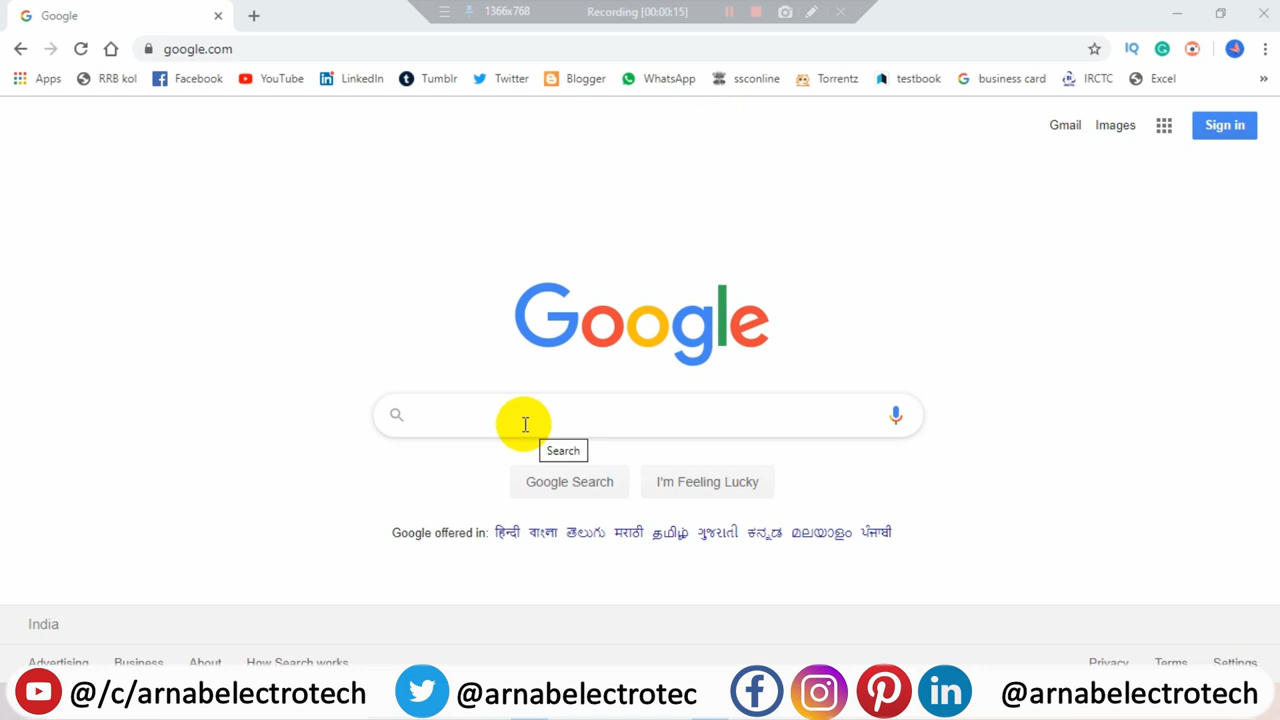 Google
1366x768
Recording [00:00:15]
google.com
IQ
Apps RRB kol Facebook YouTube LinkedIn Tumblr Twitter Blogger WhatsApp ssconline Torrentz testbook business card IRCTC Excel »
Gmail Images Sign in
Google
Search
Google Search I'm Feeling Lucky
Google offered in: हिन्दी বাংলা తెలుగు मराठी தமிழ் ગુજરાતી ಕನ್ನಡ മലയാളം ਪੰਜਾਬੀ
India
Advertising Business About How Search works Privacy Terms Settings
@/c/arnabelectrotech @arnabelectrotec @arnabelectrotech